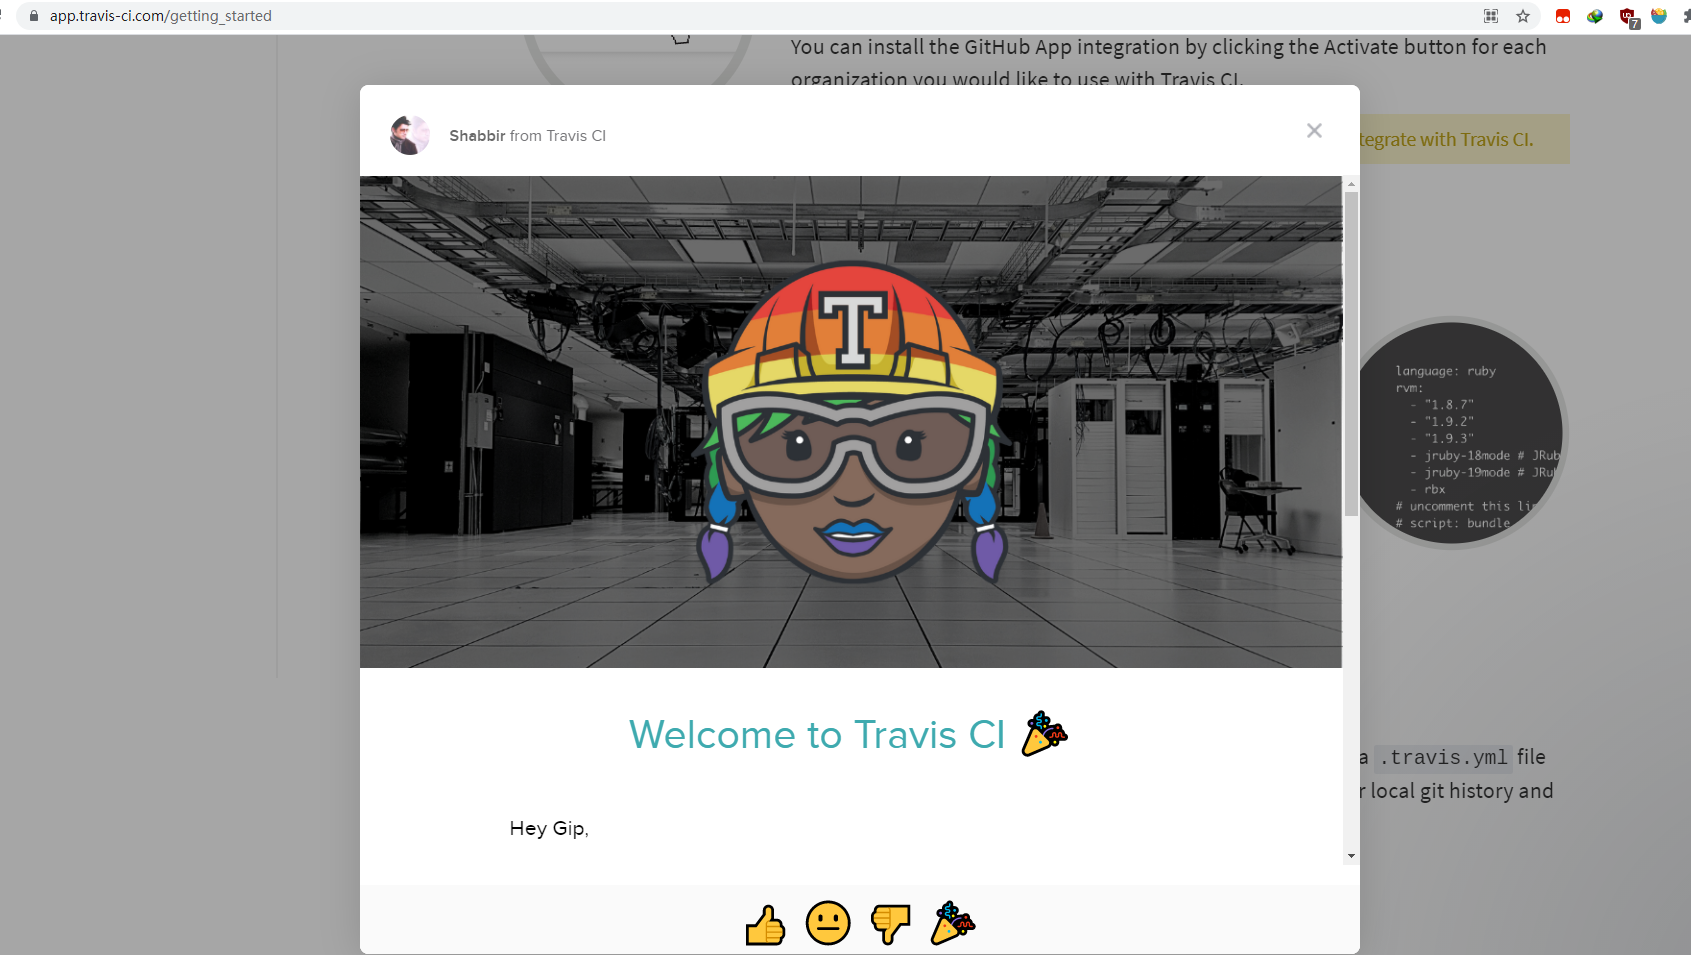 app.travis-ci.com/getting_started
7
You can install the GitHub App integration by clicking the Activate button for each
organization you would like to use with Travis CI.
Shabbir from Travis CI
tegrate with Travis CI.
T
language: ruby
rvm:
- "1.8.7"
- "1.9.2"
- "1.9.3"
- jruby-18mode # JRub
- jruby-19mode # JRu
- rbx
# uncomment this li
# script: bundle
Welcome to Travis CI 🎉
a .travis.yml file
r local git history and
Hey Gip,